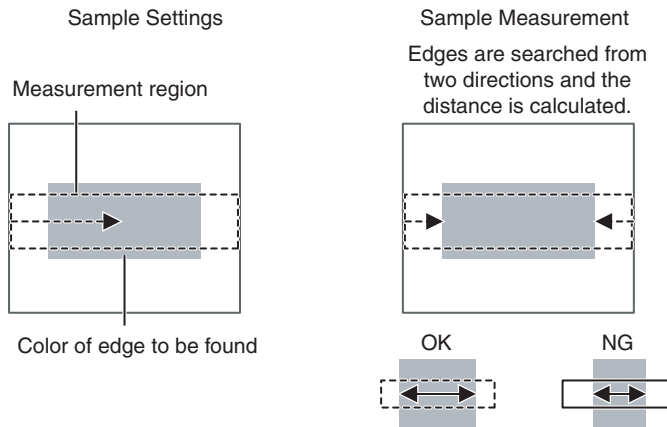 Sample Settings
Measurement region
Color of edge to be found
Sample Measurement
Edges are searched from
two directions and the
distance is calculated.
OK
NG